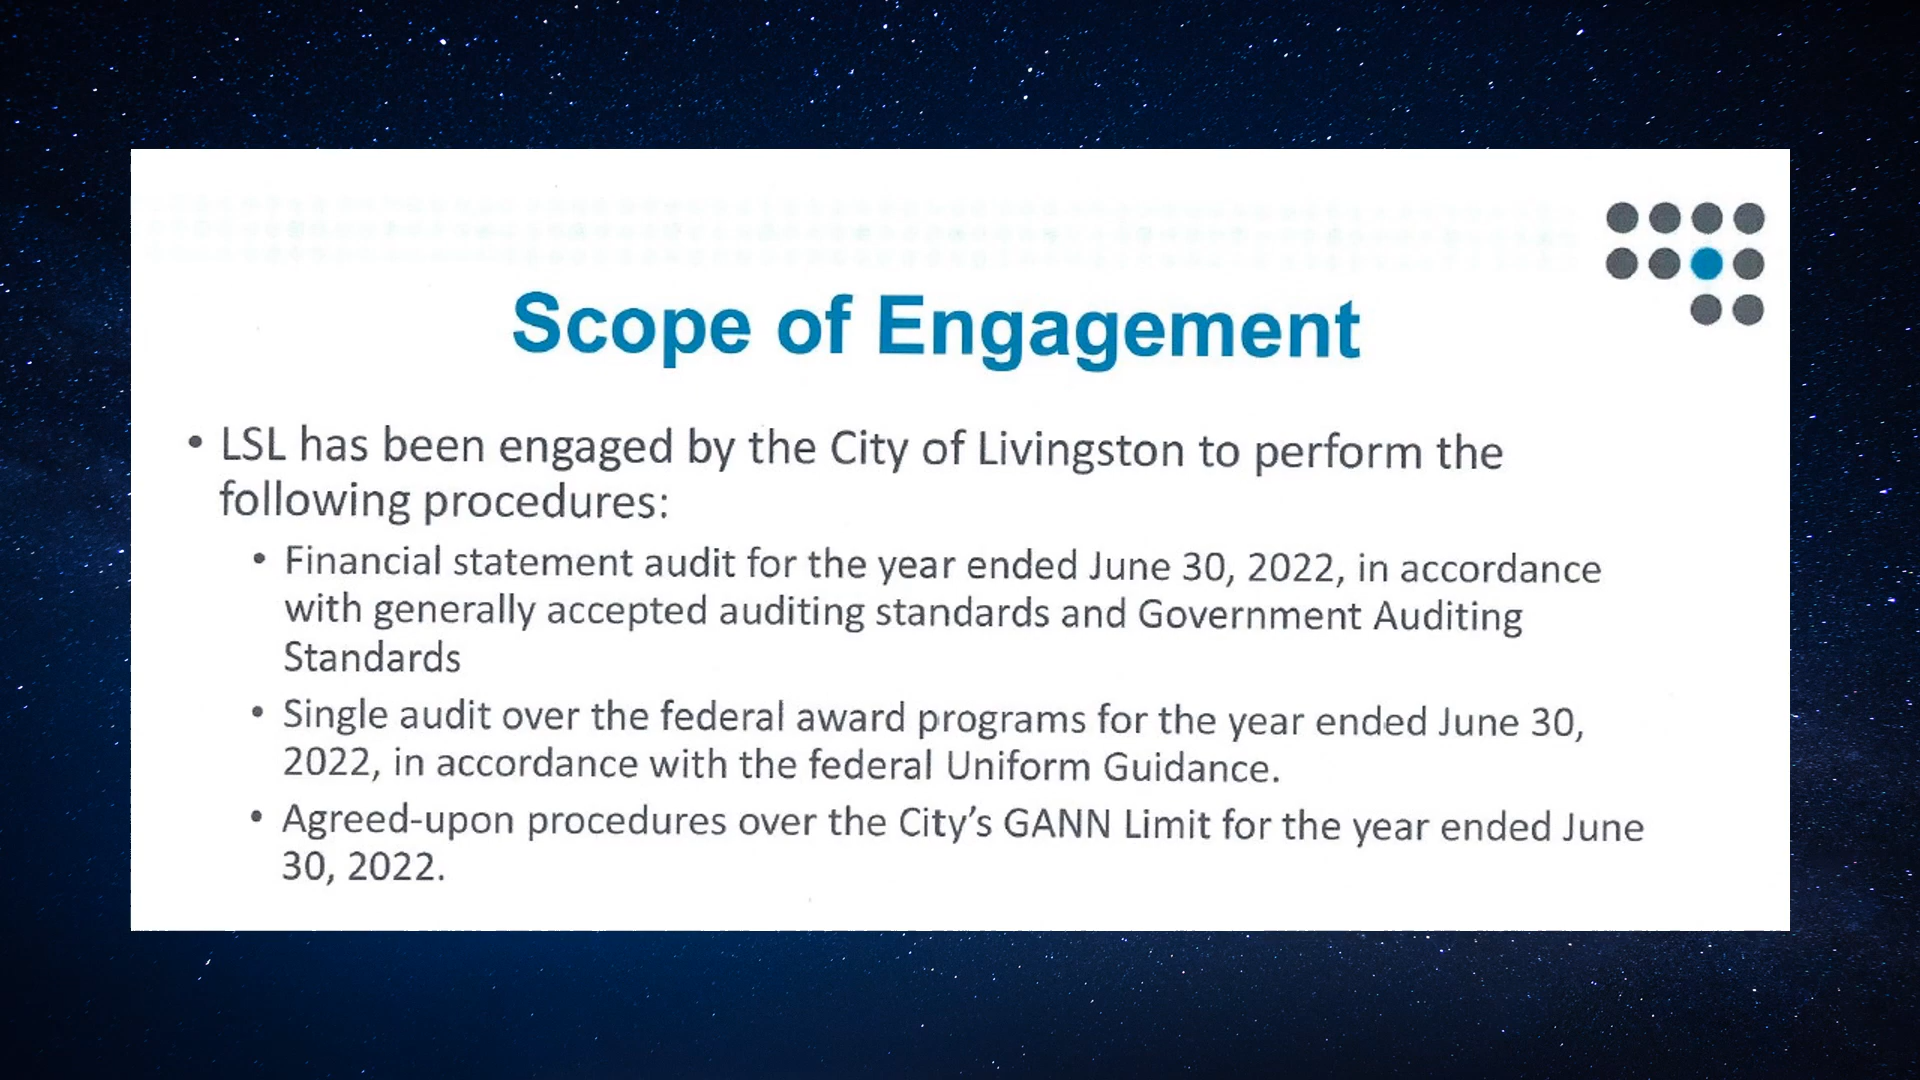 Scope of Engagement
• LSL has been engaged by the City of Livingston to perform the
following procedures:
• Financial statement audit for the year ended June 30, 2022, in accordance
with generally accepted auditing standards and Government Auditing
Standards
• Single audit over the federal award programs for the year ended June 30,
2022, in accordance with the federal Uniform Guidance.
• Agreed-upon procedures over the City’s GANN Limit for the year ended June
30, 2022.